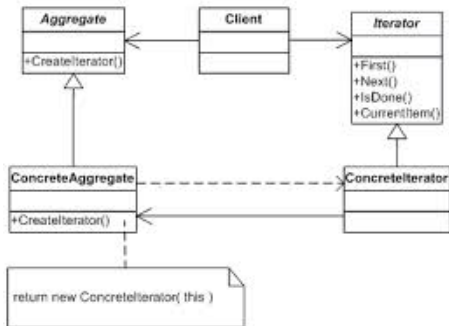 Aggregate
Client
Iterator
+CreateIterator()
+First()
+Next()
+IsDone()
+CurrentItem()
ConcreteAggregate
ConcreteIterator
+CreateIterator()
return new ConcreteIterator( this )